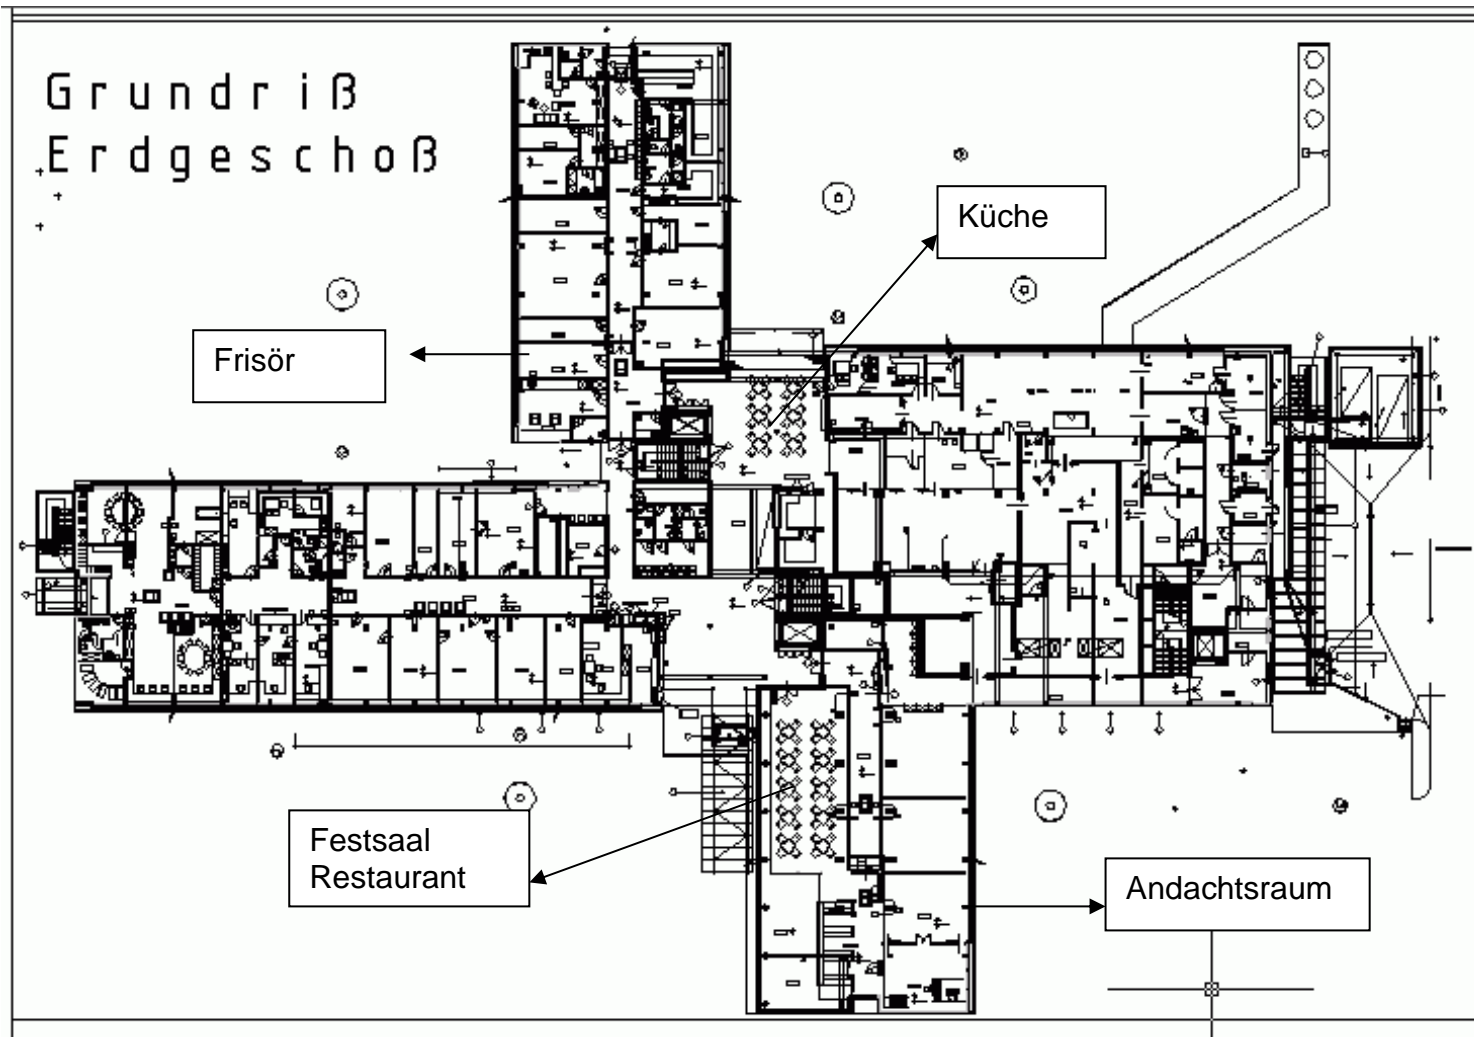 Grundriß
Erdgeschoß
Küche
Frisör
Festsaal
Restaurant
Andachtsraum